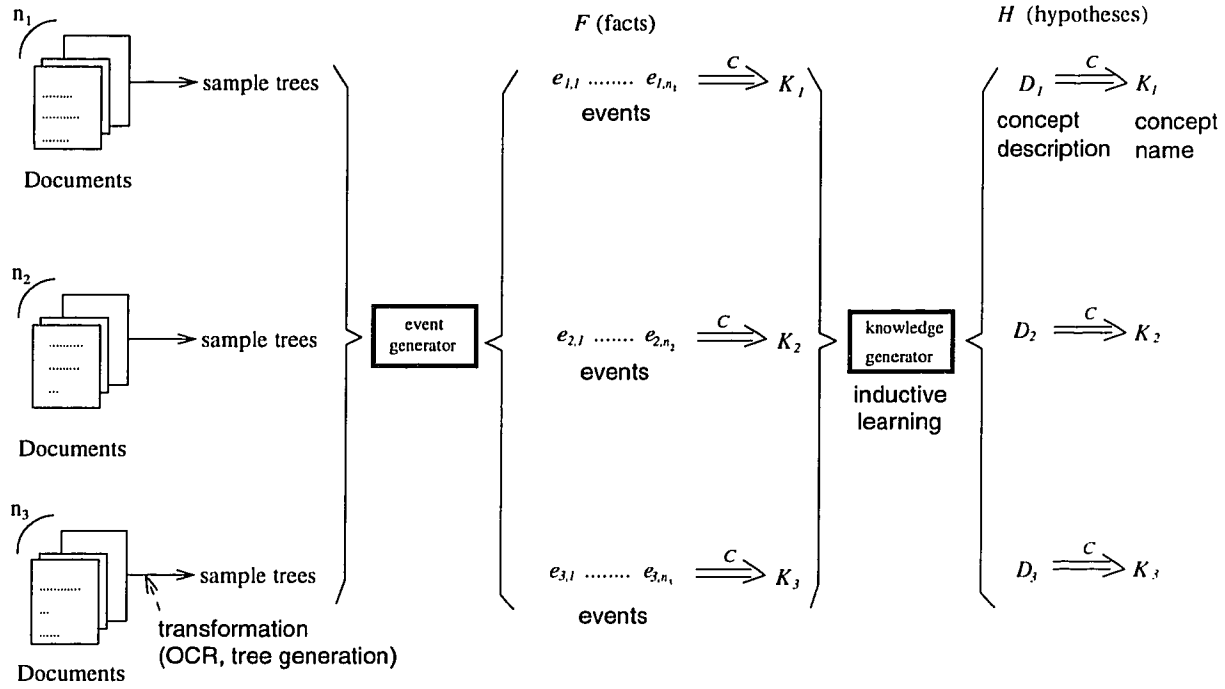 n1
F (facts)
H (hypotheses)
.........
...........
........
sample trees
e1,1 ........ e1,n1 C K1
events
D1 C K1
concept description
concept name
Documents
n2
.........
.........
...
sample trees
event
generator
e2,1 ....... e2,n2 C K2
events
knowledge
generator
inductive
learning
D2 C K2
Documents
n3
............
...
......
sample trees
e3,1 ........ C K3
events
D3 C K3
transformation
(OCR, tree generation)
Documents